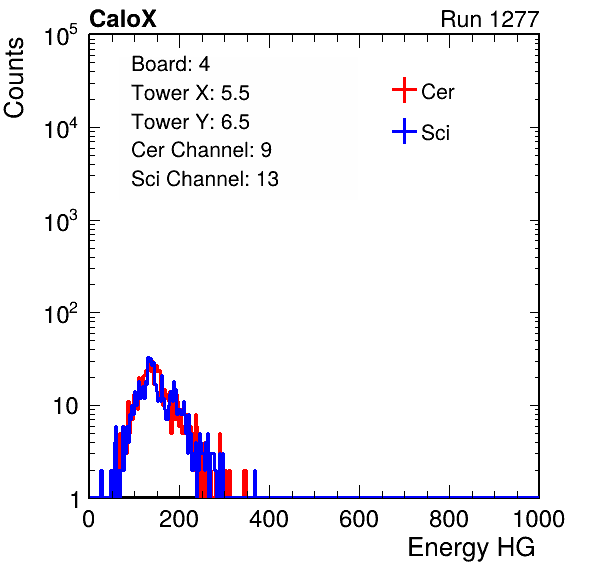 CaloX Run 1277
Counts
10^5
10^4
10^3
10^2
10
1
Board: 4
Tower X: 5.5
Tower Y: 6.5
Cer Channel: 9
Sci Channel: 13
Cer
Sci
0 200 400 600 800 1000
Energy HG